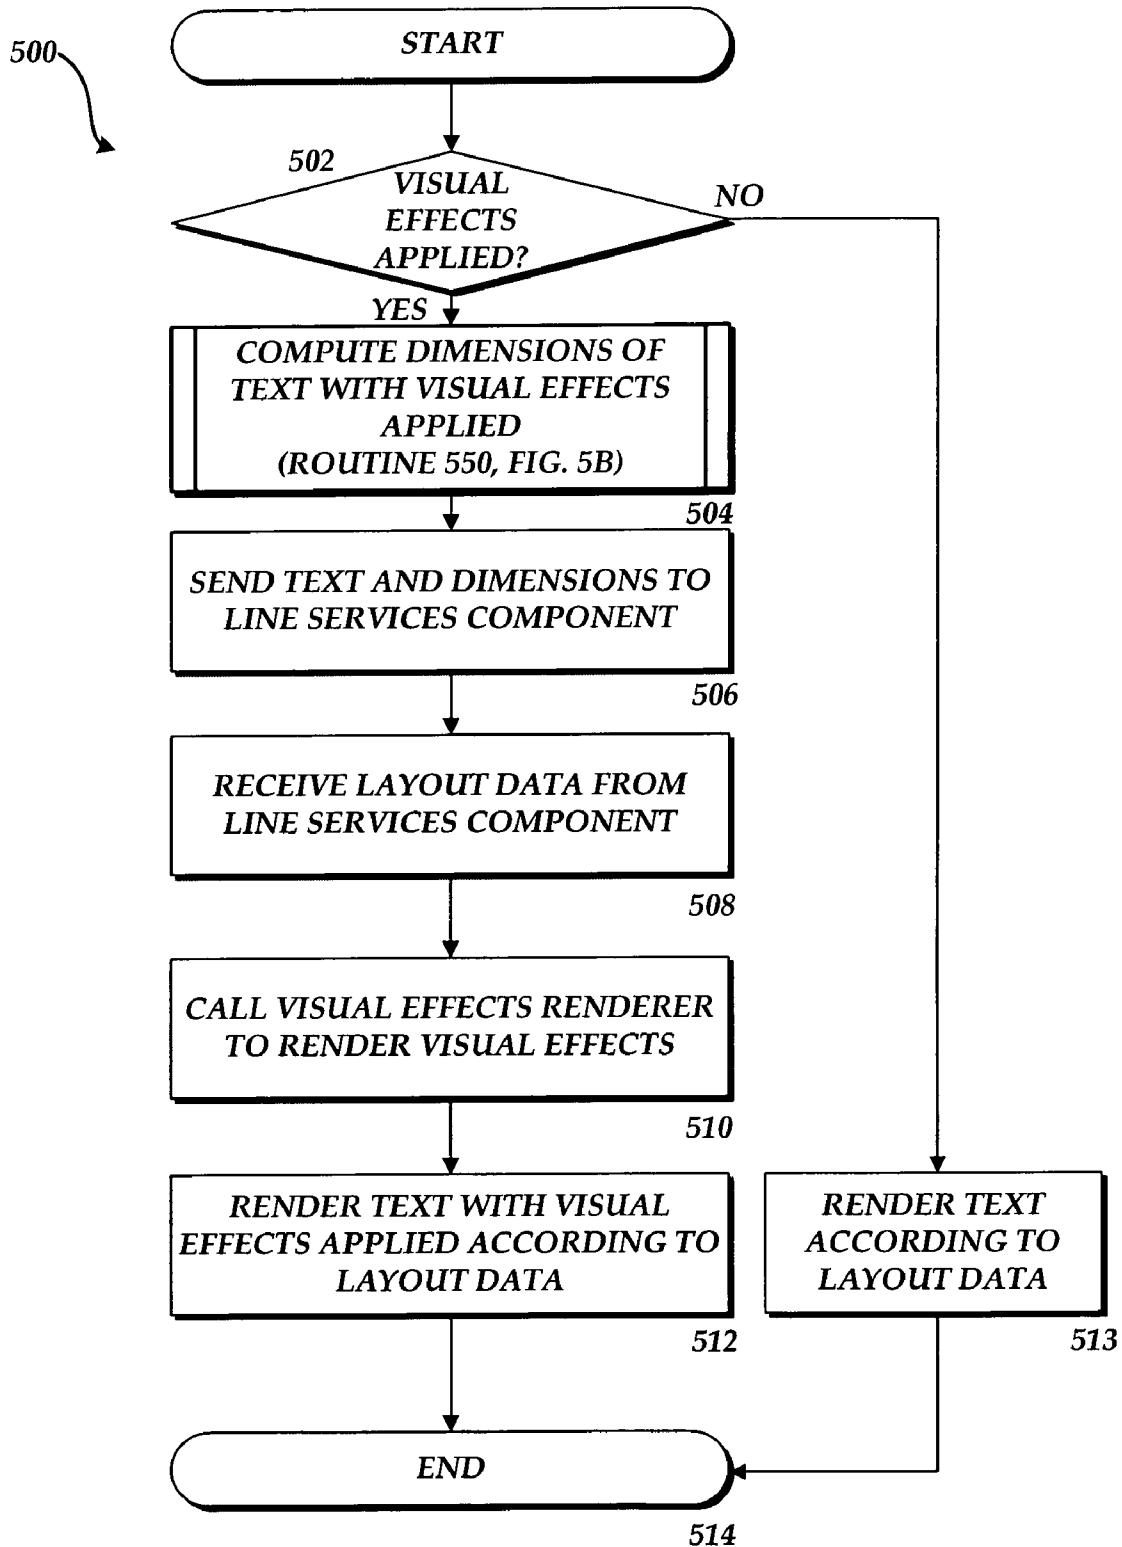 START
500
502
VISUAL
EFFECTS
APPLIED?
NO
YES
COMPUTE DIMENSIONS OF
TEXT WITH VISUAL EFFECTS
APPLIED
(ROUTINE 550, FIG. 5B)
504
SEND TEXT AND DIMENSIONS TO
LINE SERVICES COMPONENT
506
RECEIVE LAYOUT DATA FROM
LINE SERVICES COMPONENT
508
CALL VISUAL EFFECTS RENDERER
TO RENDER VISUAL EFFECTS
510
RENDER TEXT WITH VISUAL
EFFECTS APPLIED ACCORDING TO
LAYOUT DATA
512
RENDER TEXT
ACCORDING TO
LAYOUT DATA
513
END
514